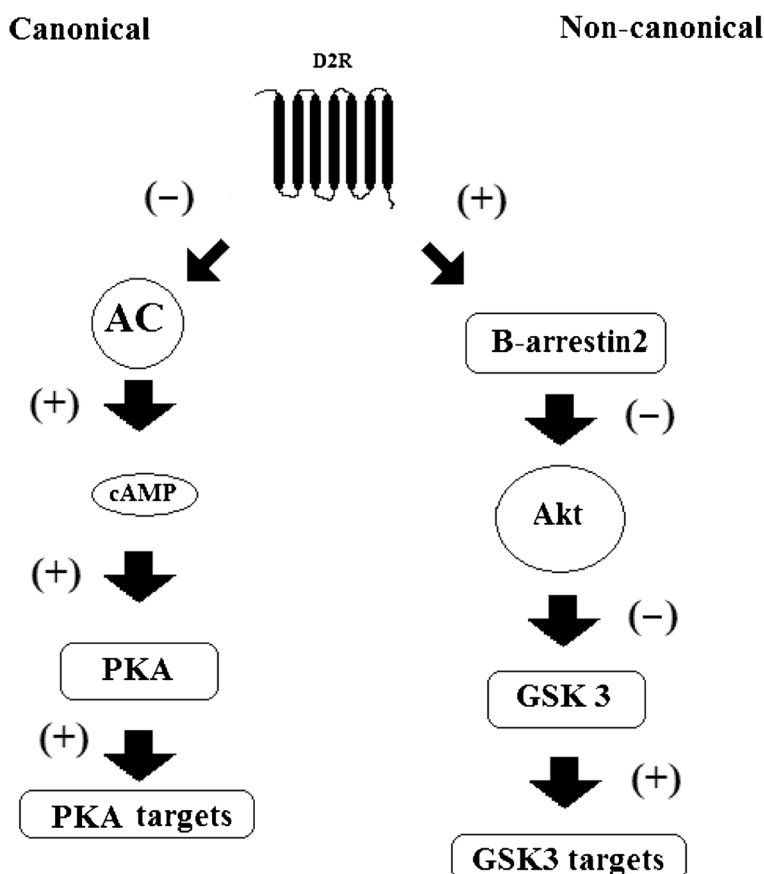 Canonical
Non-canonical
D2R
(−)
(+)
AC
B-arrestin2
(+)
(−)
cAMP
Akt
(+)
(−)
PKA
GSK 3
(+)
(+)
PKA targets
GSK3 targets